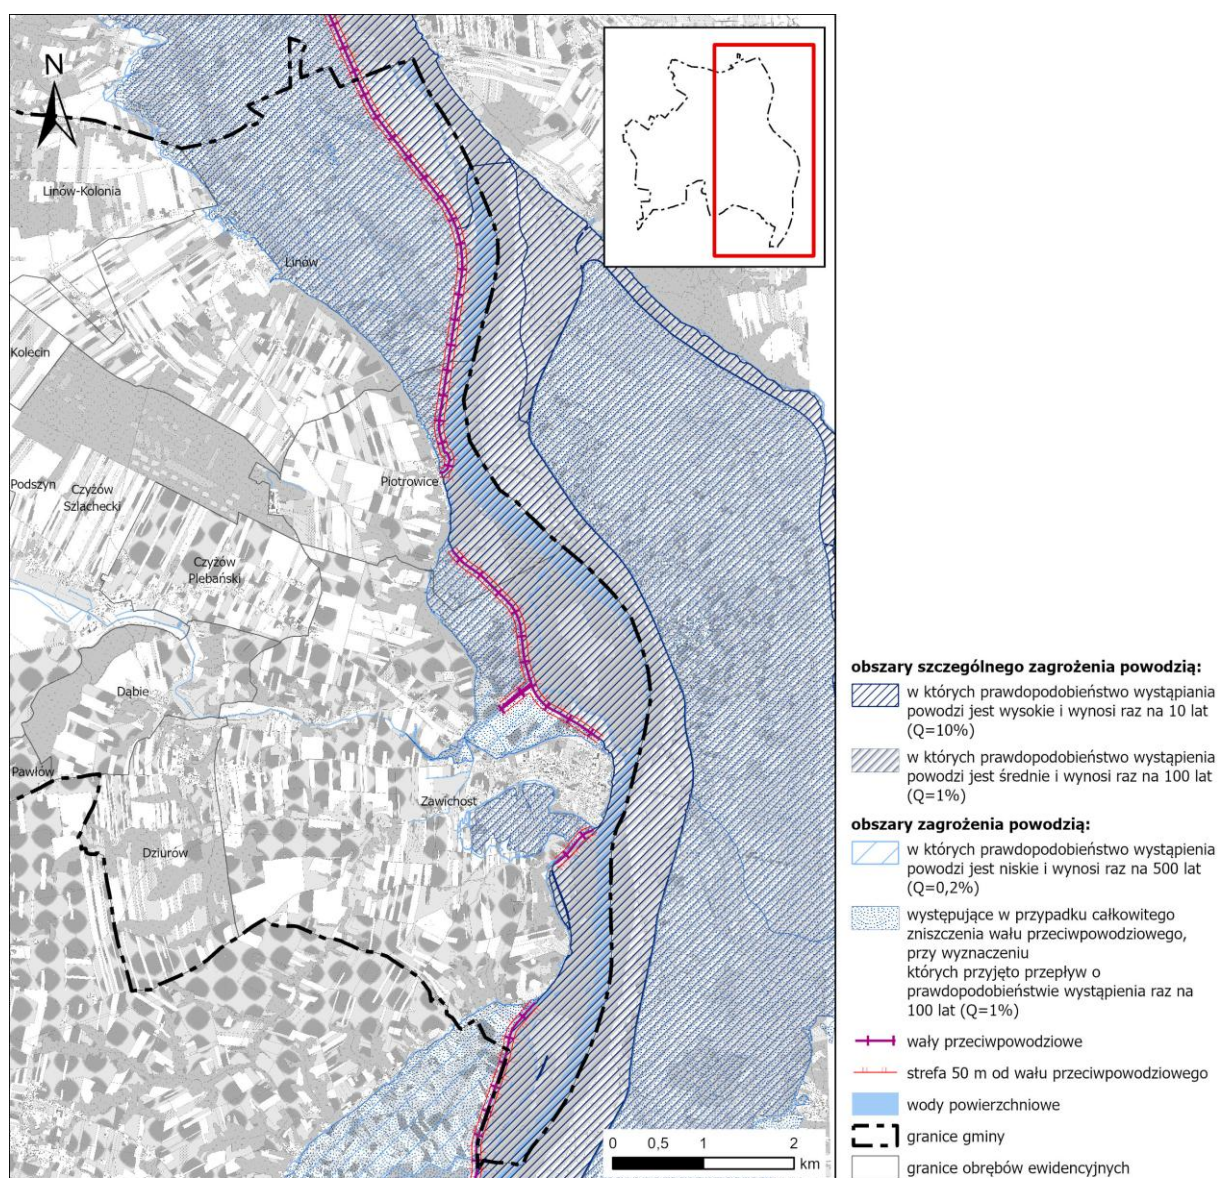 N
Linów-Kolonia
Linów
Kolecin
Podszyn
Czyżów
Szlachecki
Piotrowice
Czyżów
Plebański
Dąbie
Pawłów
Zawichost
Dziurów
0 0,5 1 2
km
obszary szczególnego zagrożenia powodzią:
w których prawdopodobieństwo wystąpiania
powodzi jest wysokie i wynosi raz na 10 lat
(Q=10%)
w których prawdopodobieństwo wystąpienia
powodzi jest średnie i wynosi raz na 100 lat
(Q=1%)
obszary zagrożenia powodzią:
w których prawdopodobieństwo wystąpienia
powodzi jest niskie i wynosi raz na 500 lat
(Q=0,2%)
występujące w przypadku całkowitego
zniszczenia wału przeciwpowodziowego,
przy wyznaczeniu
których przyjęto przepływ o
prawdopodobieństwie wystąpienia raz na
100 lat (Q=1%)
wały przeciwpowodziowe
strefa 50 m od wału przeciwpowodziowego
wody powierzchniowe
granice gminy
granice obrębów ewidencyjnych